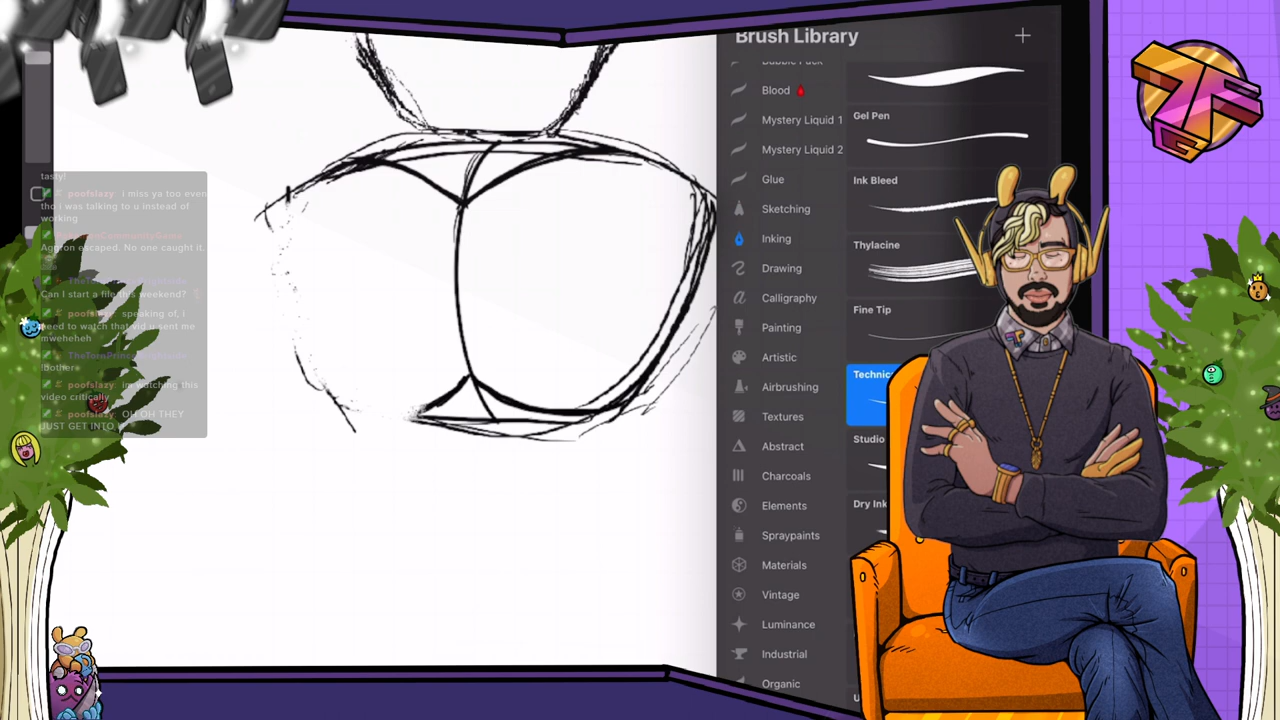 Brush Library
Blood
Mystery Liquid 1
Mystery Liquid 2
Glue
Sketching
Inking
Drawing
Calligraphy
Painting
Artistic
Airbrushing
Textures
Abstract
Charcoals
Elements
Spraypaints
Materials
Vintage
Luminance
Industrial
Organic
Gel Pen
Ink Bleed
Thylacine
Fine Tip
Technic
Studio
Dry Ink
tasty!
poofslazy: i miss ya too even
tho i was talking to u instead of
working
Aggron escaped. No one caught it.
Can I start a file this weekend?
poofslazy: speaking of, i
need to watch that vid u sent me
mweheheh
!bother
poofslazy: im watching this
video critically
poofslazy: OH OH THEY
JUST GET INTO